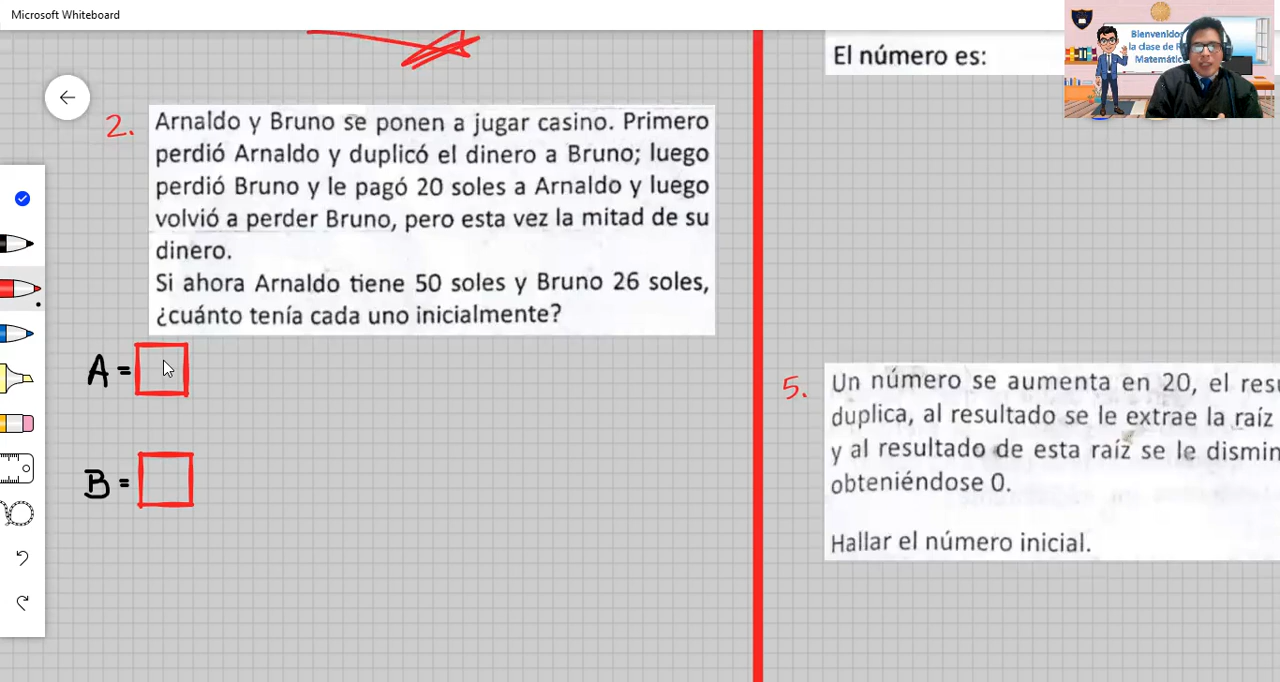 Microsoft Whiteboard
El número es:
Bienvenidos
la clase de
Matemátic
2.
Arnaldo y Bruno se ponen a jugar casino. Primero
perdió Arnaldo y duplicó el dinero a Bruno; luego
perdió Bruno y le pagó 20 soles a Arnaldo y luego
volvió a perder Bruno, pero esta vez la mitad de su
dinero.
Si ahora Arnaldo tiene 50 soles y Bruno 26 soles,
¿cuánto tenía cada uno inicialmente?
A =
B =
5.
Un número se aumenta en 20, el resu
duplica, al resultado se le extrae la raíz
y al resultado de esta raíz se le dismin
obteniéndose 0.
Hallar el número inicial.